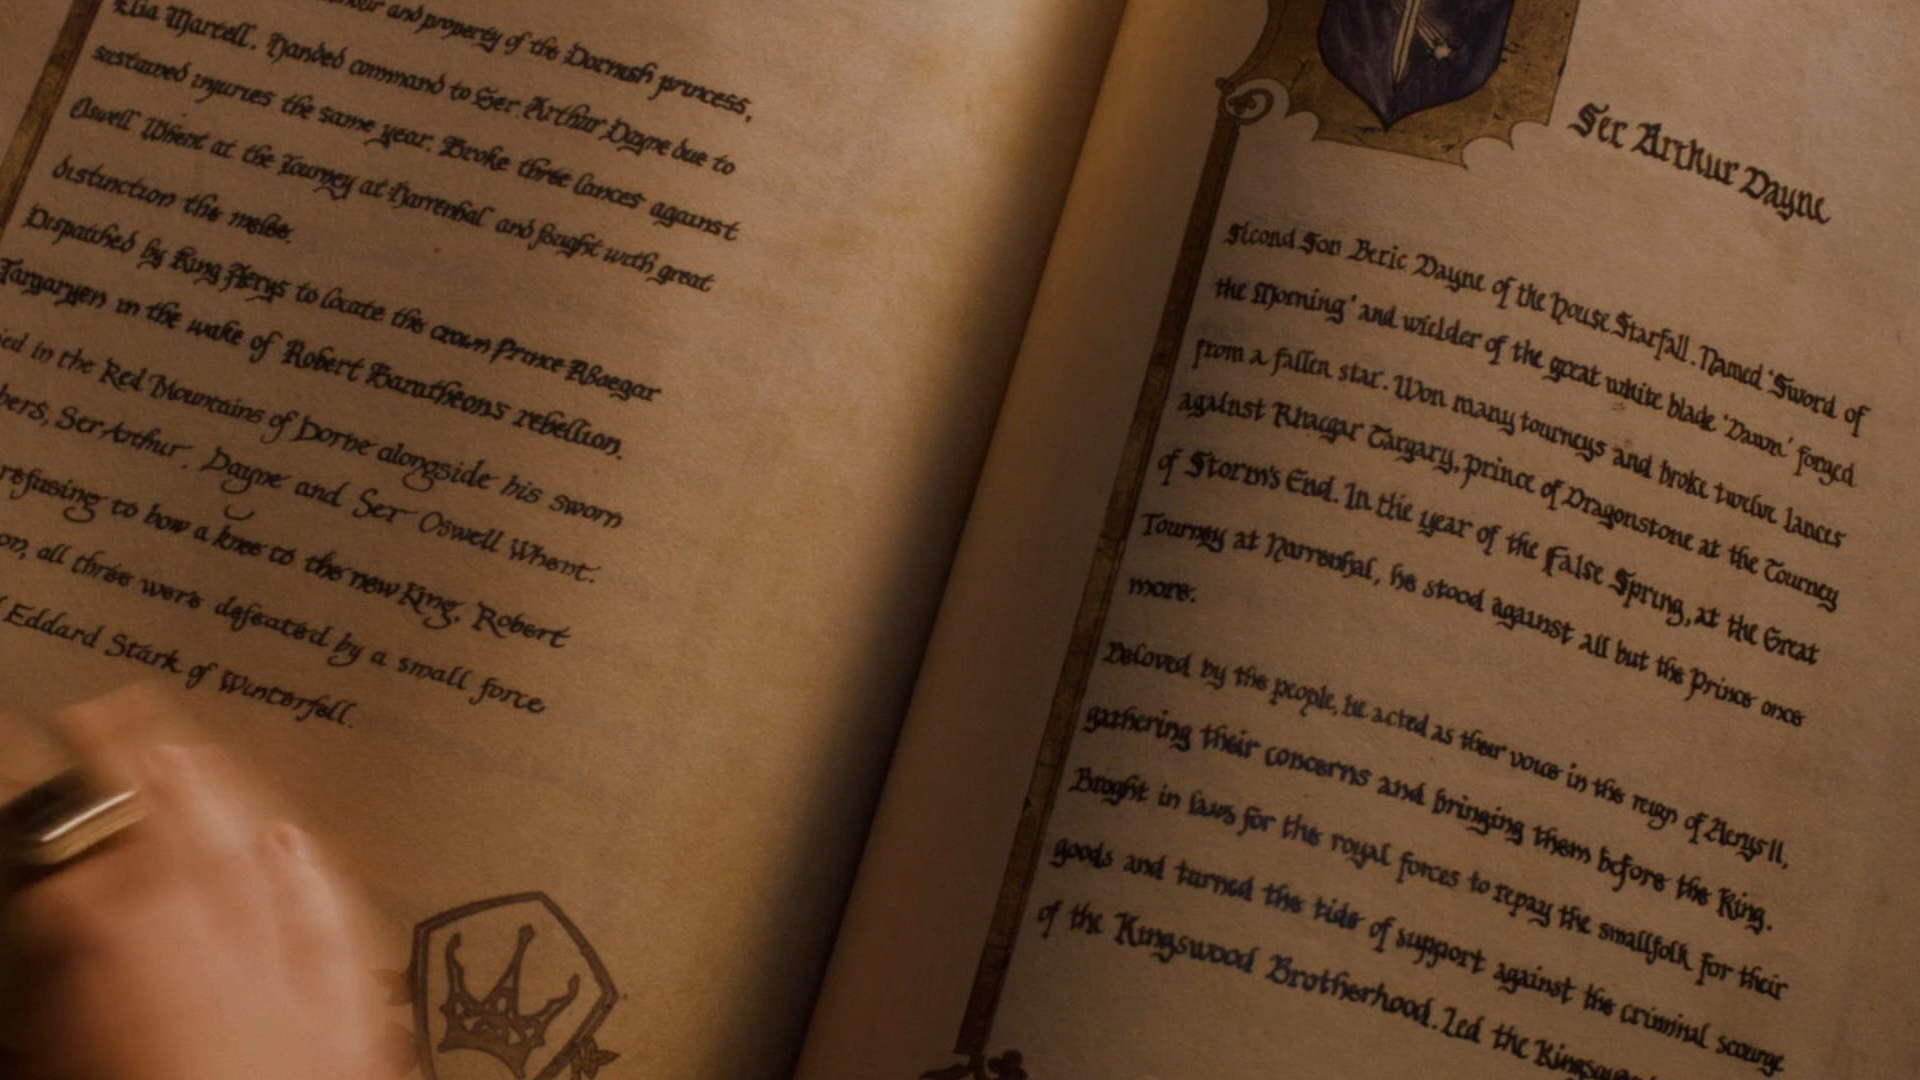 and property of the Dornish princess,
Elia Martell. Handed command to Ser Arthur Dayne due to
sustained injuries the same year. Broke three lances against
Oswell Whent at the Tourney at Harrenhal and fought with great
distinction the melee.
Dispatched by King Aerys to locate the crown Prince Rhaegar
Targaryen in the wake of Robert Baratheons rebellion.
in the Red Mountains of Dorne alongside his sworn
Ser Arthur. Dayne and Ser Oswell Whent.
refusing to bow a knee to the new King, Robert
all three were defeated by a small force
Eddard Stark of Winterfell.
Ser Arthur Dayne
Second Son Beric Dayne of the House Starfall. Named 'Sword of
the Morning' and wielder of the great white blade 'Dawn' forged
from a fallen star. Won many tourneys and broke twelve lances
against Rhaegar Targary, prince of Dragonstone at the Tourney
of Storm's End. In the year of the False Spring, at the Great
Tourney at Harrenhal, he stood against all but the Prince once
more.
Beloved by the people, he acted as their voice in the reign of Aerys II,
gathering their concerns and bringing them before the King.
Broght in laws for the royal forces to repay the smallfolk for their
goods and turned the tide of support against the criminal scourge
of the Kingswood Brotherhood. Led the